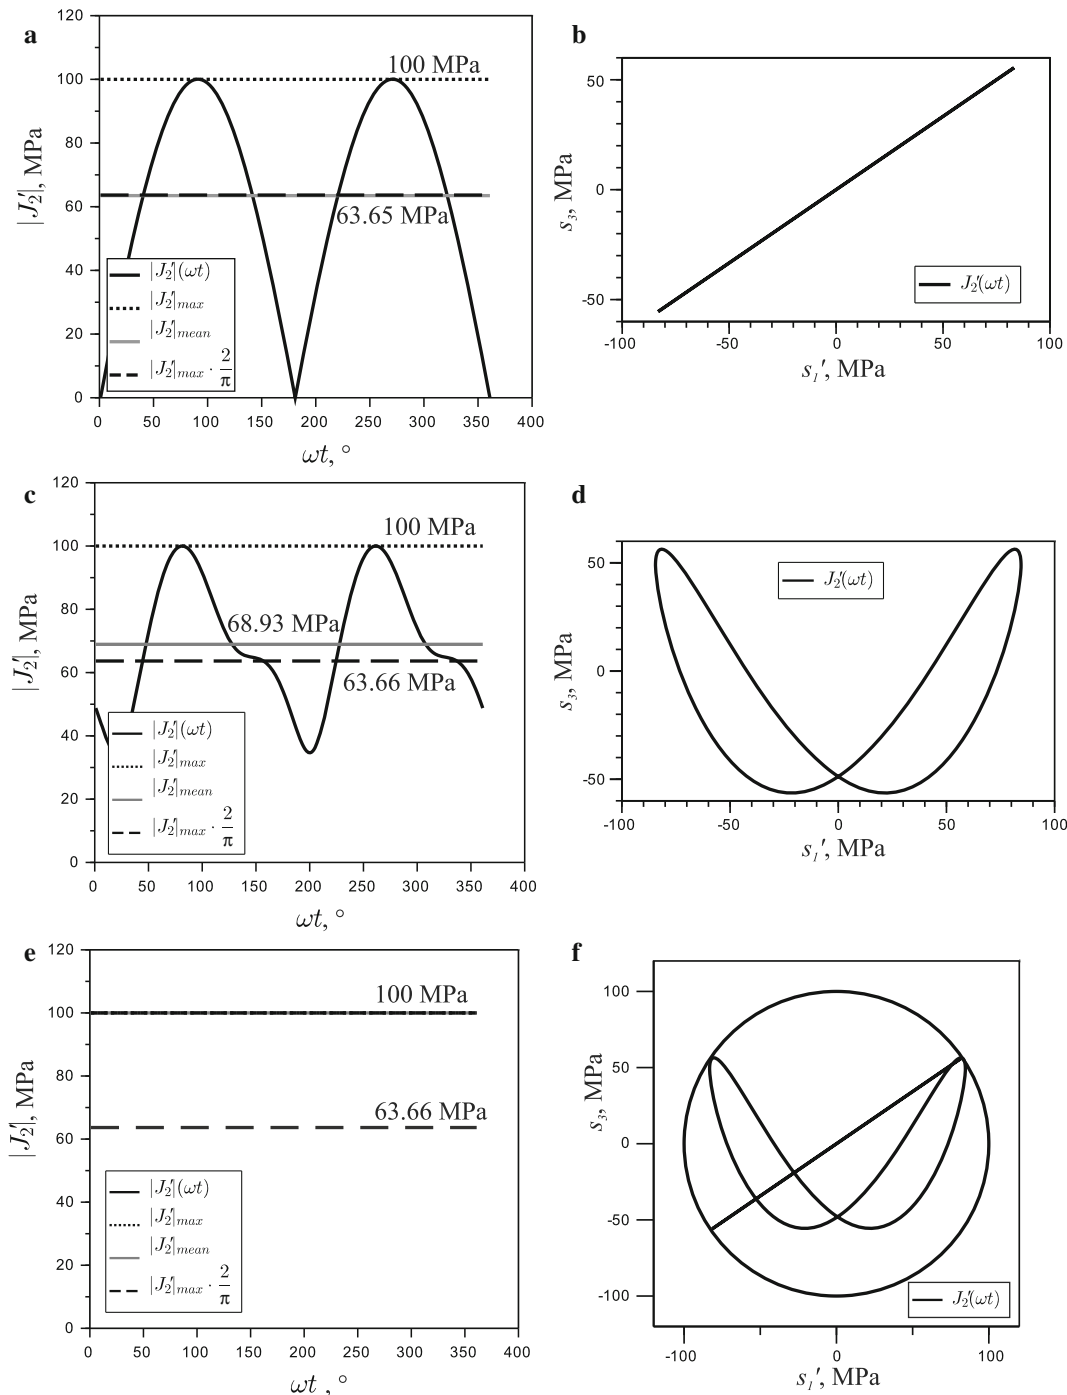 a
120
100
80
60
40
20
0
|J₂′|, MPa
100 MPa
63.65 MPa
|J₂′|(ωt)
|J₂′|max
|J₂′|mean
|J₂′|max · 2/π
0 50 100 150 200 250 300 350 400
ωt, °
b
50
0
-50
s₃, MPa
J₂′(ωt)
-100 -50 0 50 100
s₁′, MPa
c
120
100
80
60
40
20
0
|J₂′|, MPa
100 MPa
68.93 MPa
63.66 MPa
|J₂′|(ωt)
|J₂′|max
|J₂′|mean
|J₂′|max · 2/π
0 50 100 150 200 250 300 350 400
ωt, °
d
50
0
-50
s₃, MPa
J₂′(ωt)
-100 -50 0 50 100
s₁′, MPa
e
120
100
80
60
40
20
0
|J₂′|, MPa
100 MPa
63.66 MPa
|J₂′|(ωt)
|J₂′|max
|J₂′|mean
|J₂′|max · 2/π
0 50 100 150 200 250 300 350 400
ωt, °
f
100
50
0
-50
-100
s₃, MPa
J₂′(ωt)
-100 0 100
s₁′, MPa